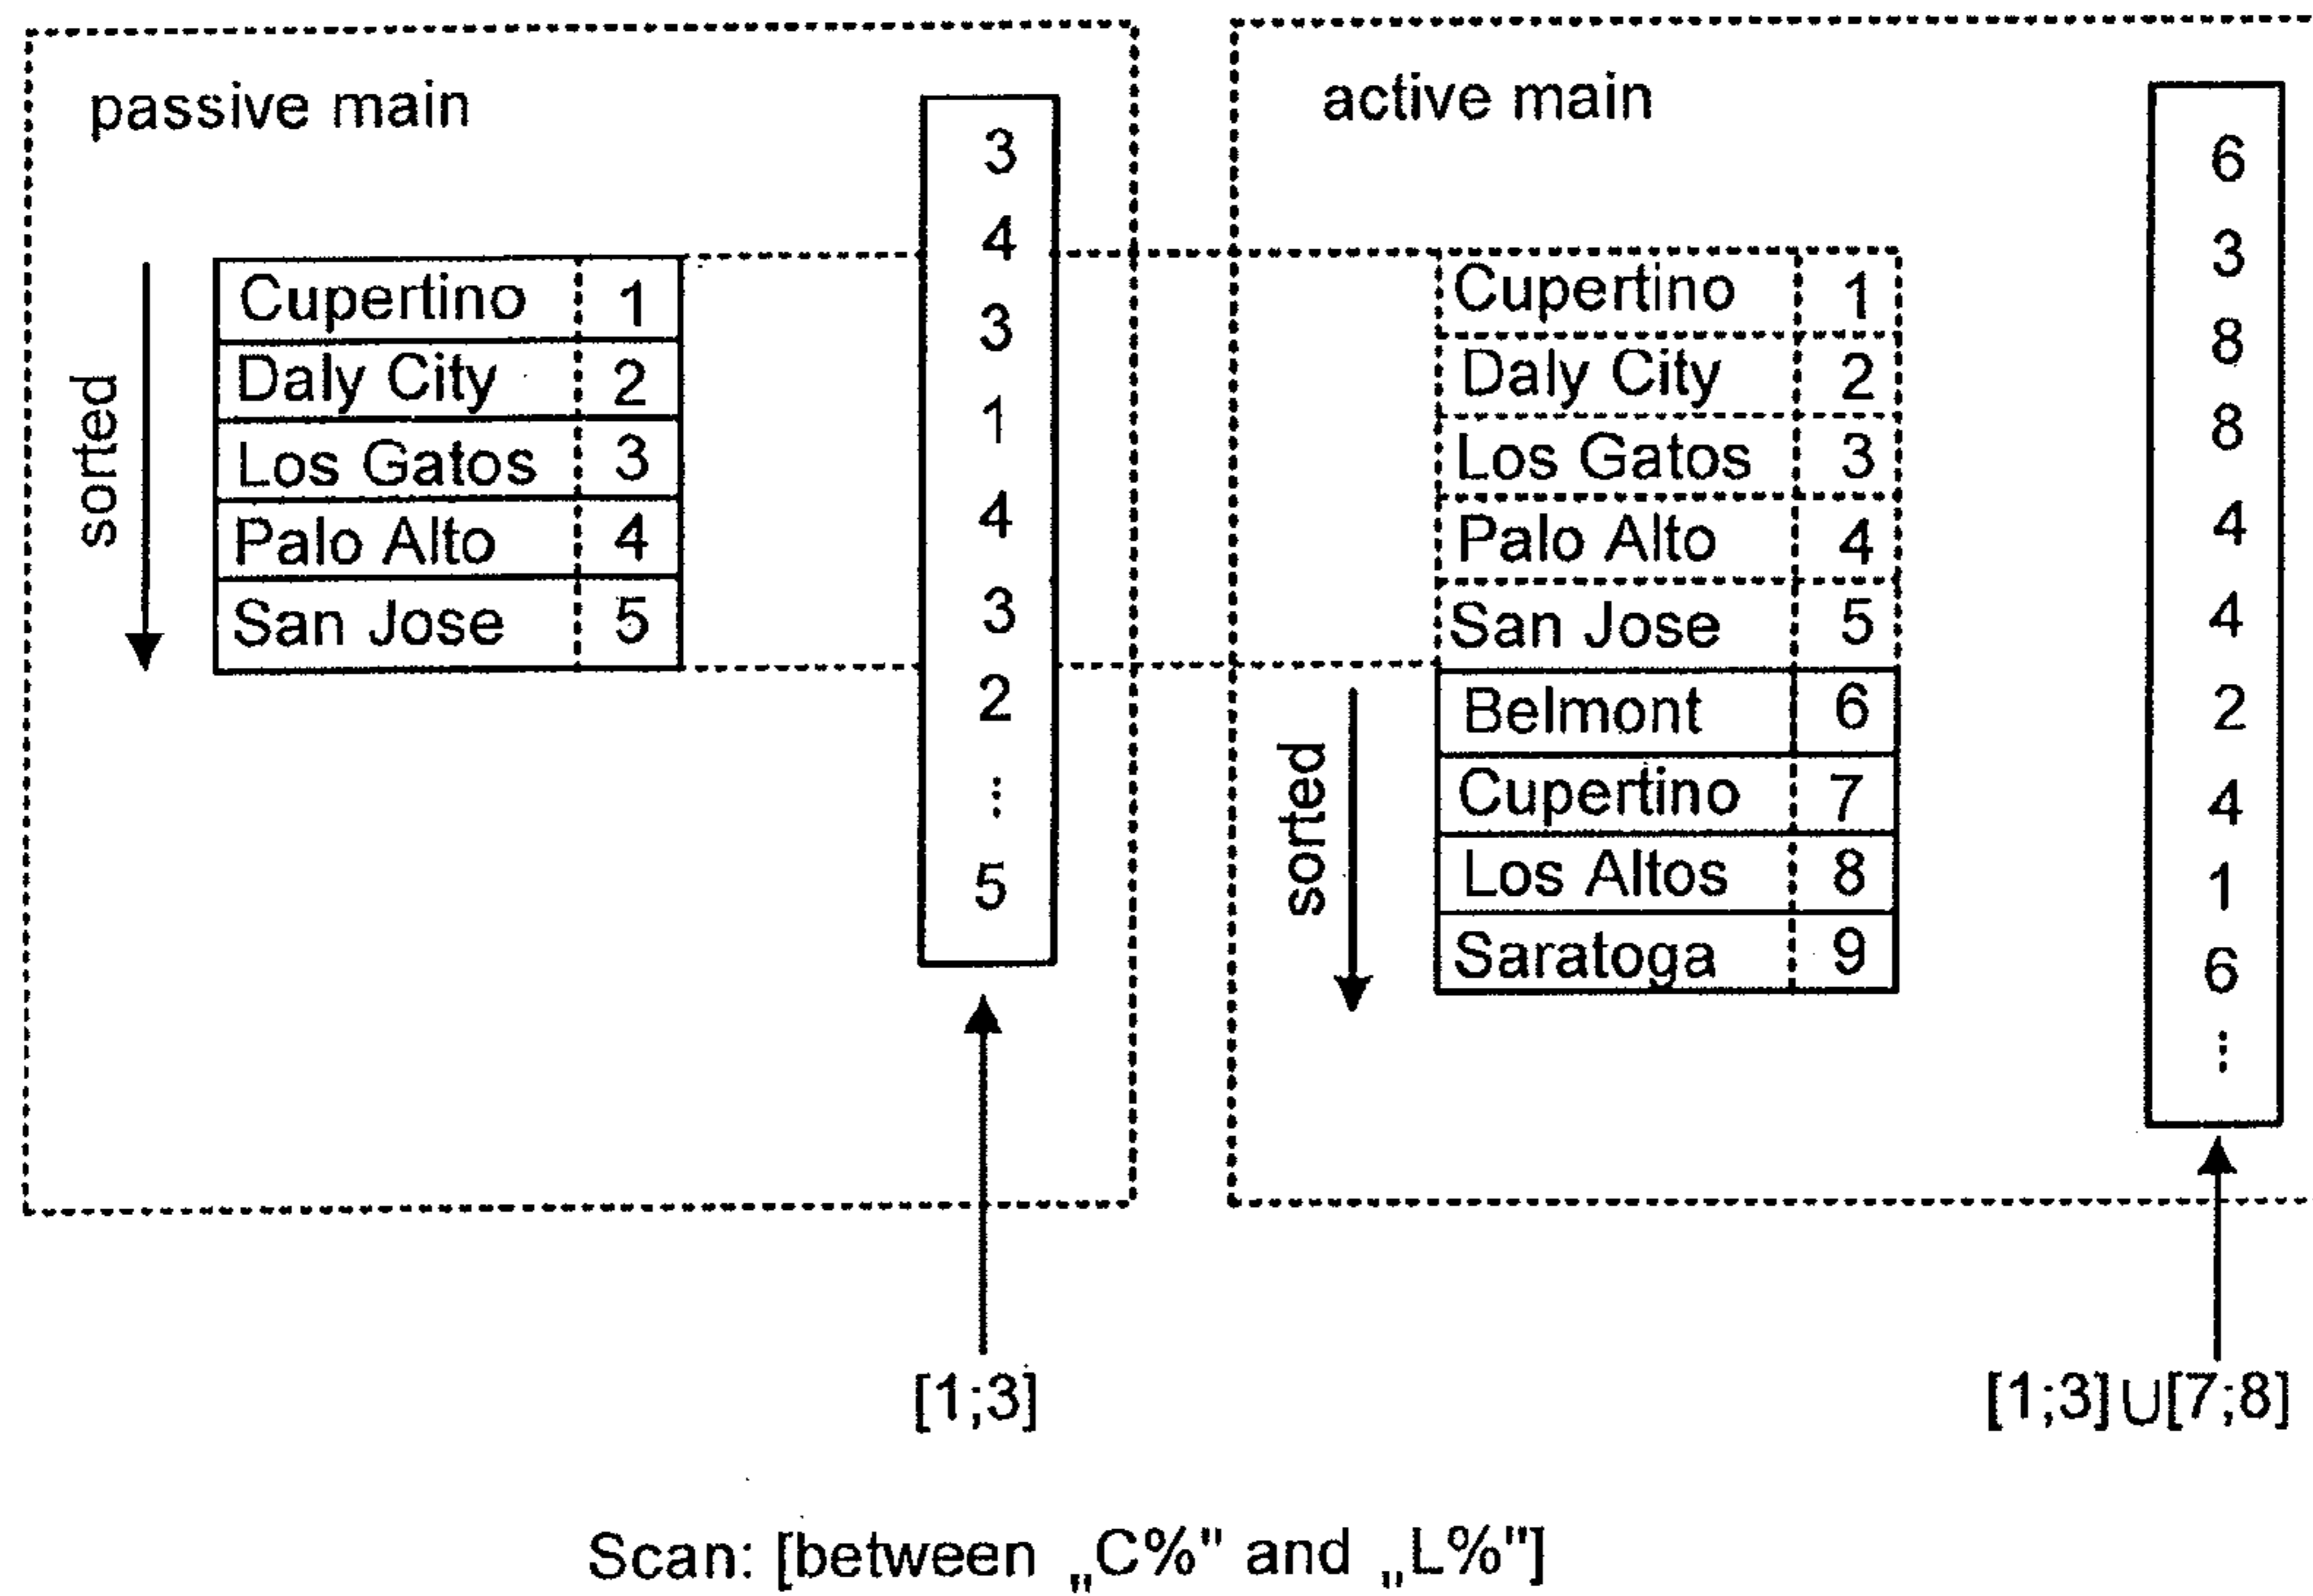 passive main
sorted
Cupertino 1
Daly City 2
Los Gatos 3
Palo Alto 4
San Jose 5
3
4
3
1
4
3
2
⋮
5
[1;3]
active main
Cupertino 1
Daly City 2
Los Gatos 3
Palo Alto 4
San Jose 5
sorted
Belmont 6
Cupertino 7
Los Altos 8
Saratoga 9
6
3
8
8
4
4
2
4
1
6
⋮
[1;3]∪[7;8]
Scan: [between „C%" and „L%"]